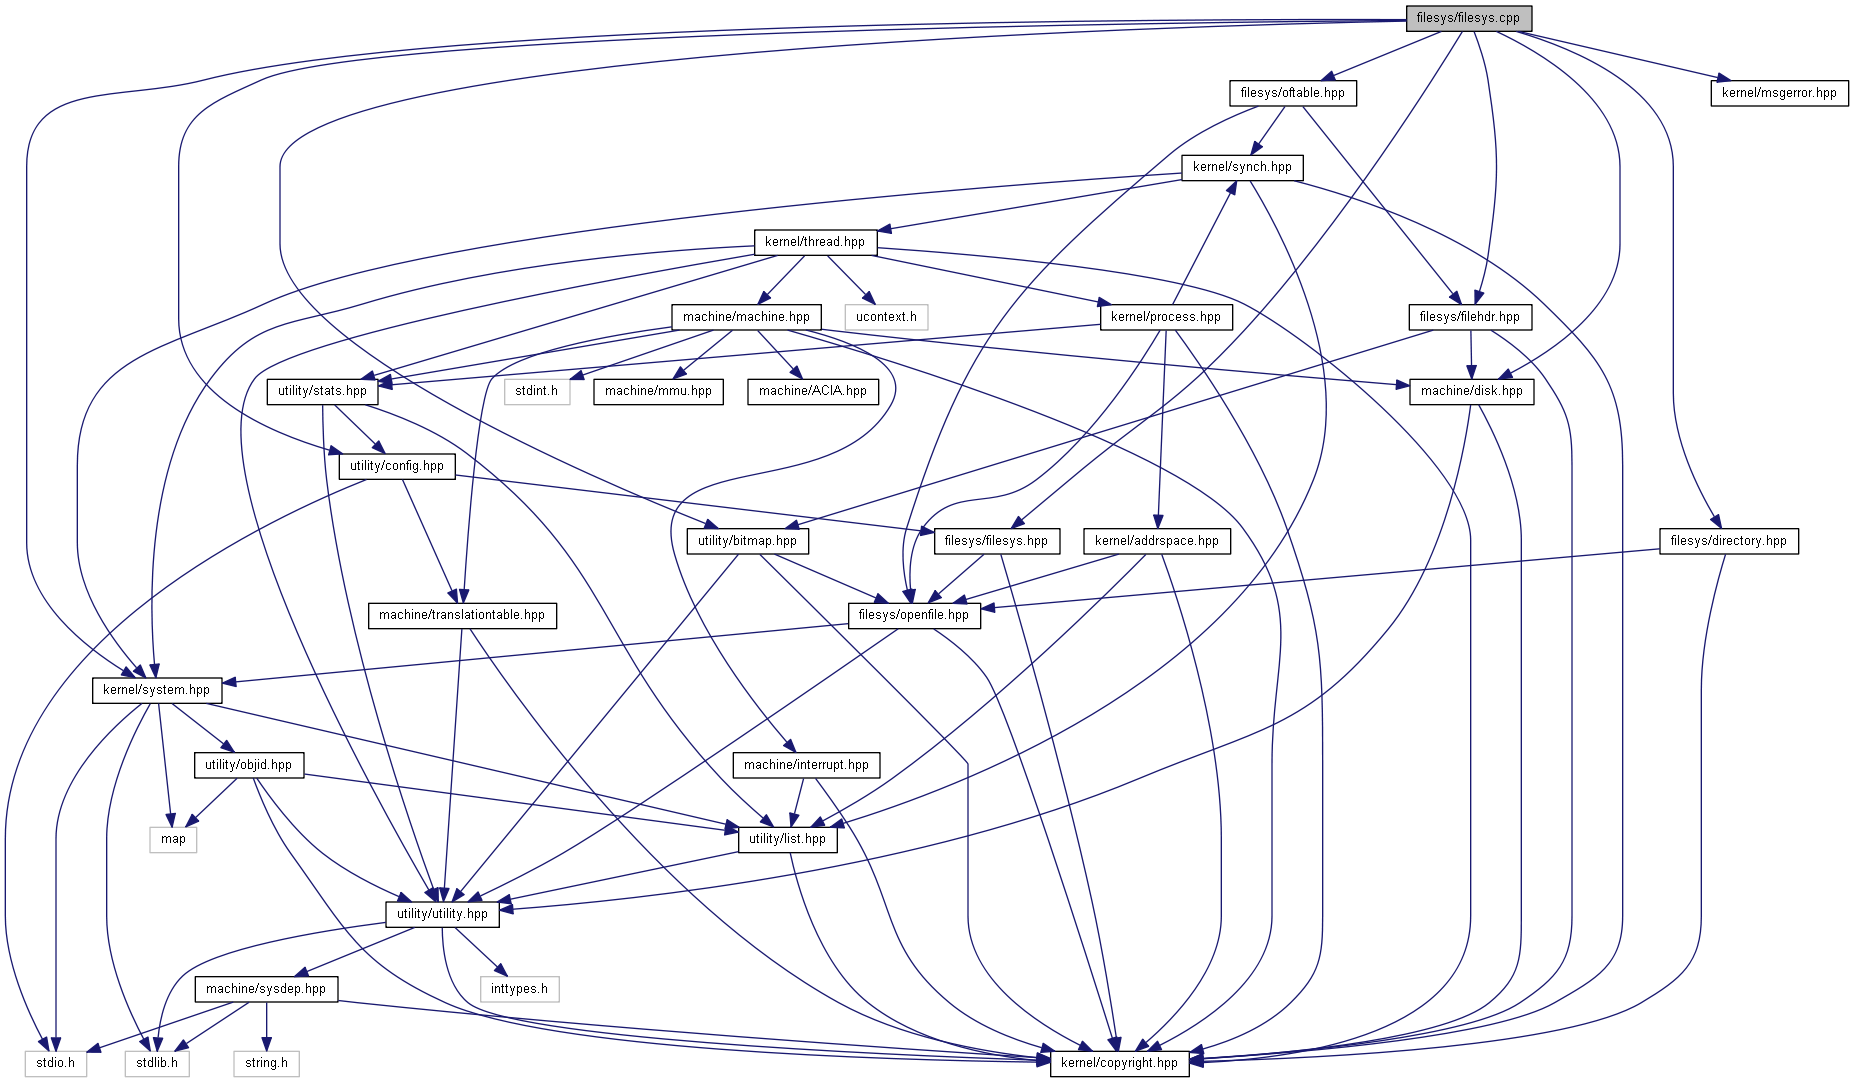 filesys/filesys.cpp
filesys/oftable.hpp
kernel/msgerror.hpp
kernel/synch.hpp
kernel/thread.hpp
machine/machine.hpp
ucontext.h
kernel/process.hpp
filesys/filehdr.hpp
utility/stats.hpp
stdint.h
machine/mmu.hpp
machine/ACIA.hpp
machine/disk.hpp
utility/config.hpp
utility/bitmap.hpp
filesys/filesys.hpp
kernel/addrspace.hpp
filesys/directory.hpp
machine/translationtable.hpp
filesys/openfile.hpp
kernel/system.hpp
utility/objid.hpp
machine/interrupt.hpp
map
utility/list.hpp
utility/utility.hpp
machine/sysdep.hpp
inttypes.h
stdio.h
stdlib.h
string.h
kernel/copyright.hpp